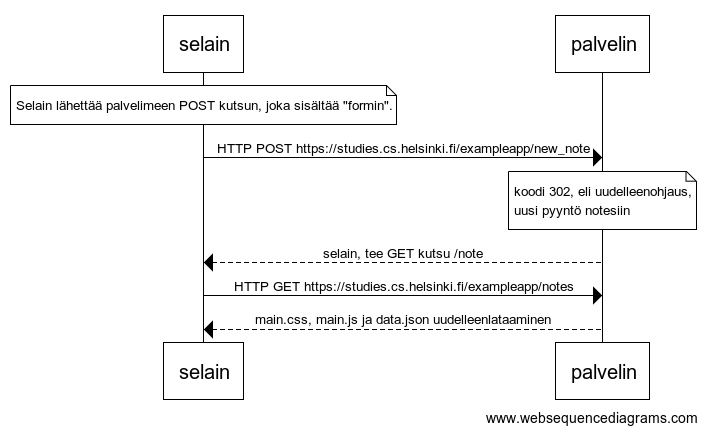 selain palvelin
Selain lähettää palvelimeen POST kutsun, joka sisältää "formin".
HTTP POST https://studies.cs.helsinki.fi/exampleapp/new_note
koodi 302, eli uudelleenohjaus,
uusi pyyntö notesiin
selain, tee GET kutsu /note
HTTP GET https://studies.cs.helsinki.fi/exampleapp/notes
main.css, main.js ja data.json uudelleenlataaminen
selain palvelin
www.websequencediagrams.com